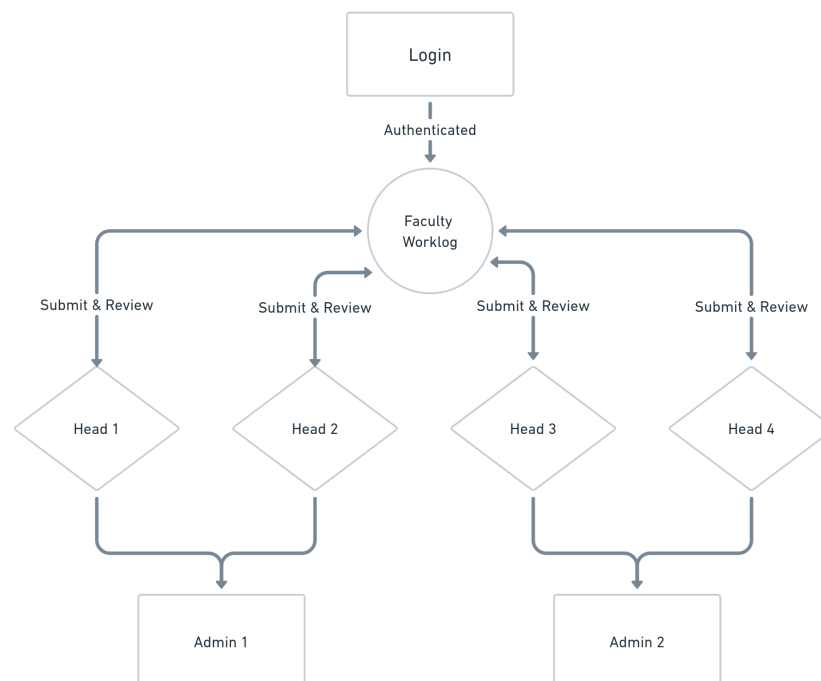 Login
Authenticated
Faculty
Worklog
Submit & Review
Submit & Review
Submit & Review
Submit & Review
Head 1
Head 2
Head 3
Head 4
Admin 1
Admin 2